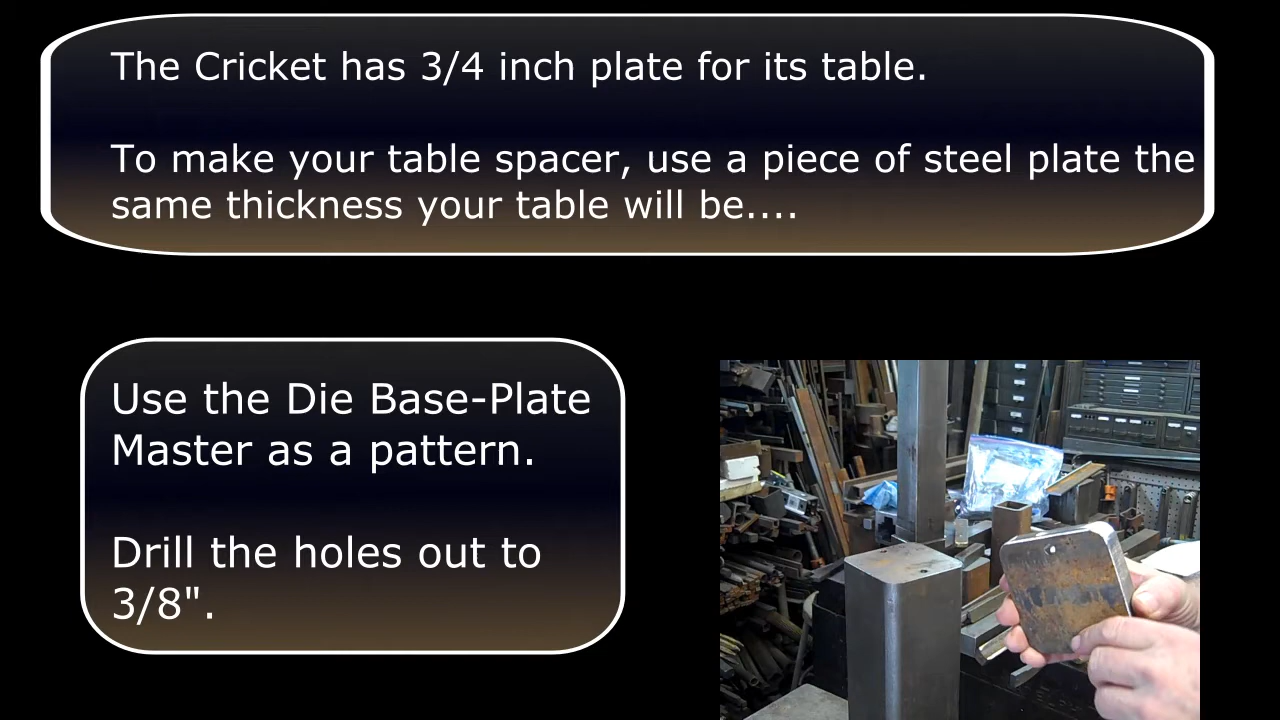 The Cricket has 3/4 inch plate for its table.
To make your table spacer, use a piece of steel plate the
same thickness your table will be....
Use the Die Base-Plate
Master as a pattern.
Drill the holes out to
3/8".